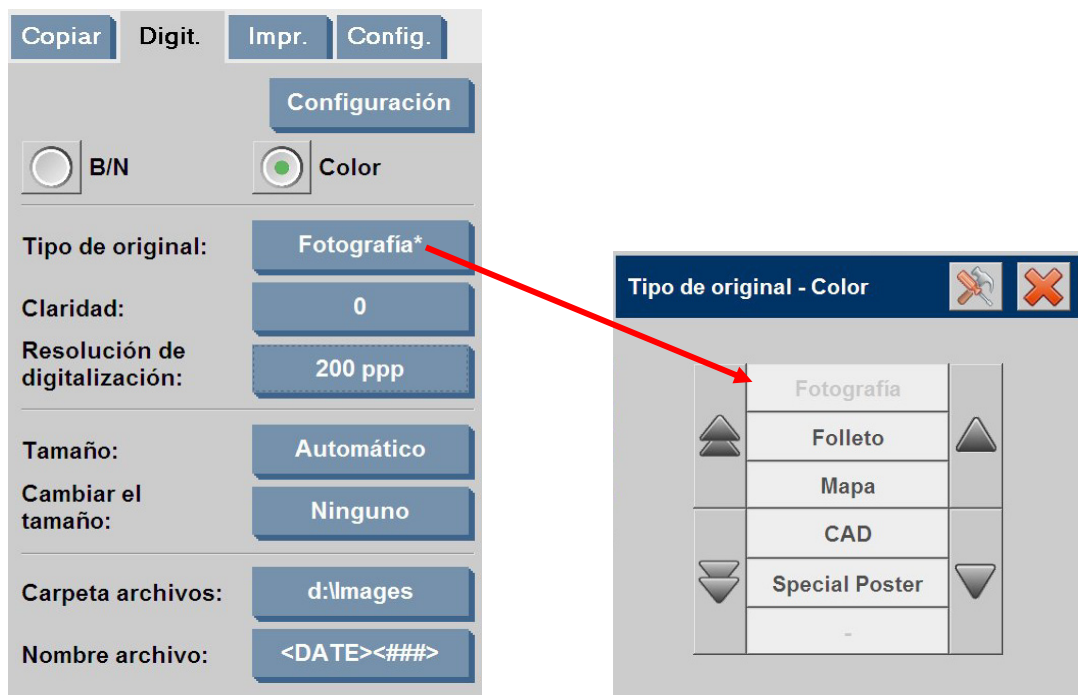 Copiar Digit. Impr. Config.
Configuración
B/N Color
Tipo de original: Fotografía*
Claridad: 0
Resolución de
digitalización: 200 ppp
Tamaño: Automático
Cambiar el
tamaño: Ninguno
Carpeta archivos: d:\Images
Nombre archivo: <DATE><###>
Tipo de original - Color
Fotografía
Folleto
Mapa
CAD
Special Poster
-